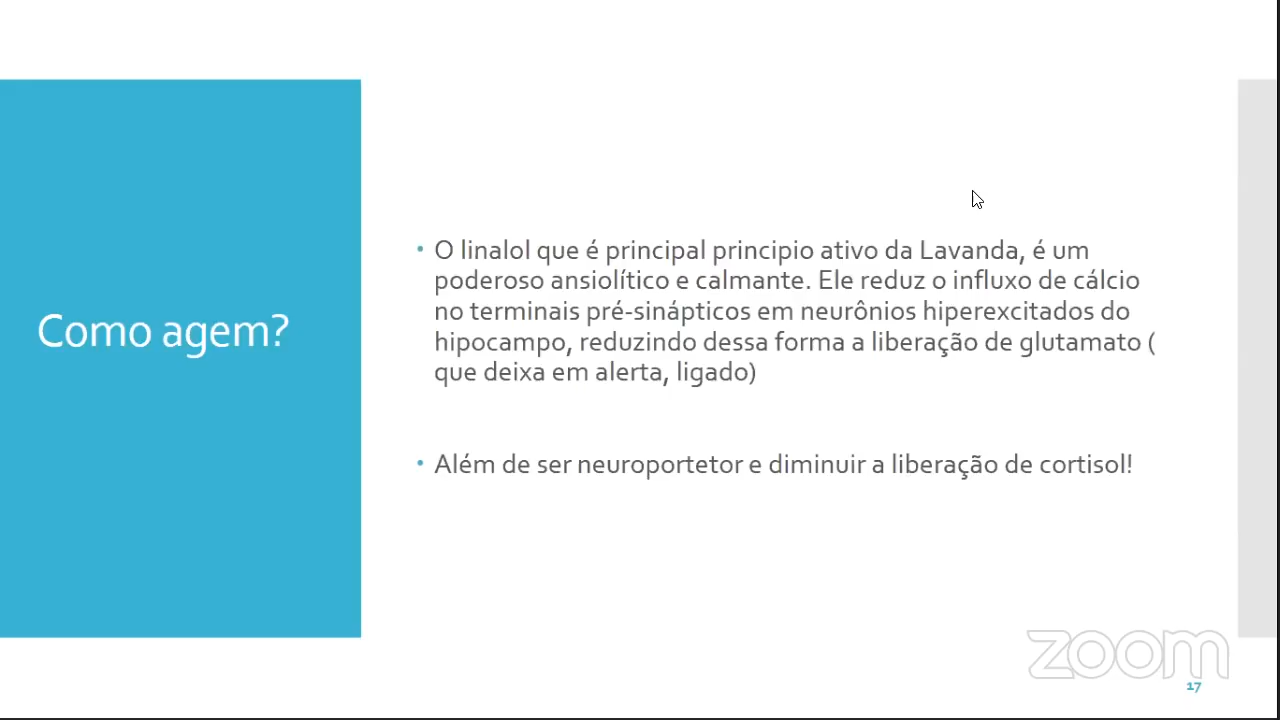 Como agem?
• O linalol que é principal principio ativo da Lavanda, é um
poderoso ansiolítico e calmante. Ele reduz o influxo de cálcio
no terminais pré-sinápticos em neurônios hiperexcitados do
hipocampo, reduzindo dessa forma a liberação de glutamato (
que deixa em alerta, ligado)
• Além de ser neuroportetor e diminuir a liberação de cortisol!
zoom
17